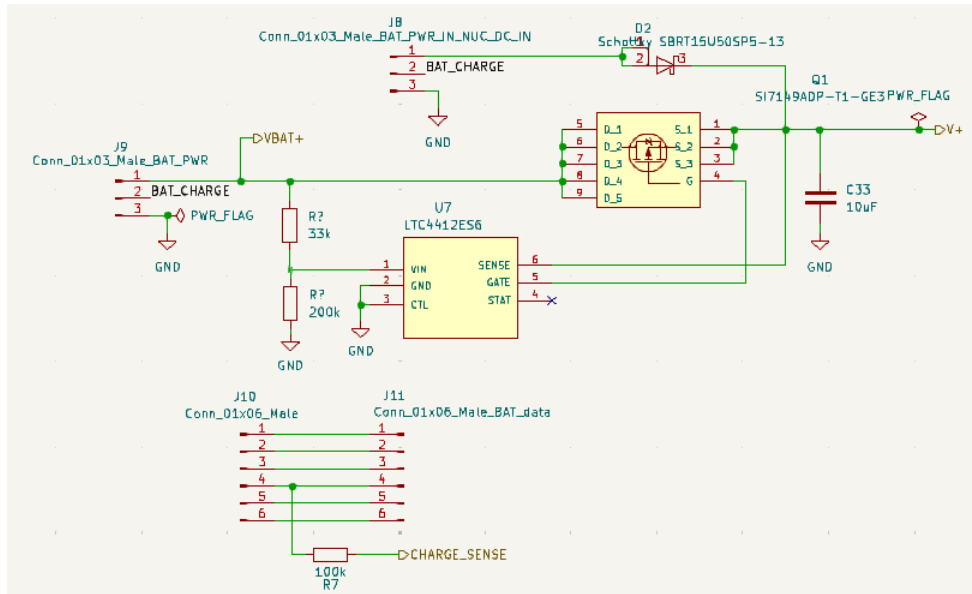 J8
Conn_01x03_Male_BAT_PWR_IN_NUC_DC_IN
1
2
3
BAT_CHARGE
GND
D2
Schottky SBRT15U50SP5-13
1
2
3
Q1
SI7149ADP-T1-GE3
PWR_FLAG
V+
5
6
7
8
9
D_1
D_2
D_3
D_4
D_5
S_1
S_2
S_3
G
1
2
3
4
C33
10uF
GND
VBAT+
J9
Conn_01x03_Male_BAT_PWR
1
2
3
BAT_CHARGE
PWR_FLAG
GND
R?
33k
R?
200k
GND
U7
LTC4412ES6
1
2
3
VIN
GND
CTL
SENSE
GATE
STAT
6
5
4
GND
J10
Conn_01x06_Male
1
2
3
4
5
6
J11
Conn_01x06_Male_BAT_data
1
2
3
4
5
6
CHARGE_SENSE
100k
R7